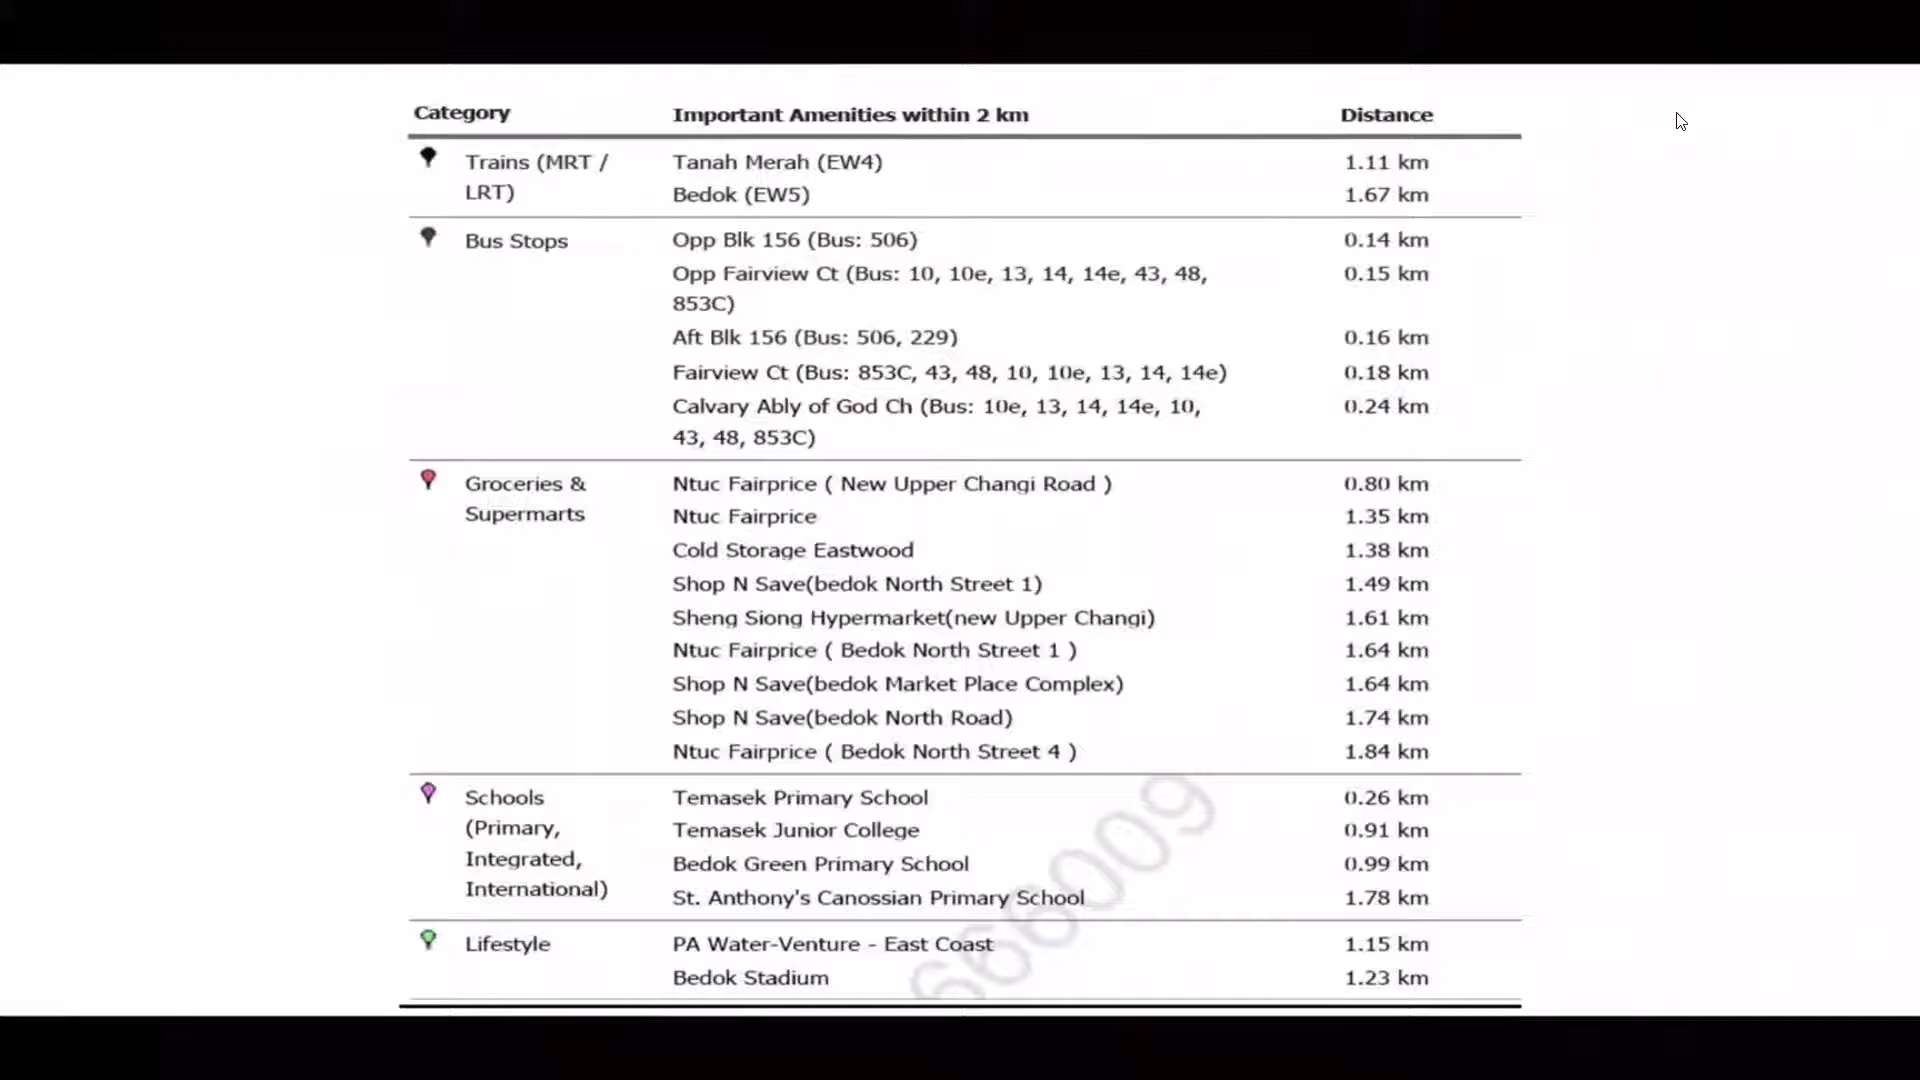 Category Important Amenities within 2 km Distance
Trains (MRT / Tanah Merah (EW4) 1.11 km
LRT) Bedok (EW5) 1.67 km
Bus Stops Opp Blk 156 (Bus: 506) 0.14 km
Opp Fairview Ct (Bus: 10, 10e, 13, 14, 14e, 43, 48, 0.15 km
853C)
Aft Blk 156 (Bus: 506, 229) 0.16 km
Fairview Ct (Bus: 853C, 43, 48, 10, 10e, 13, 14, 14e) 0.18 km
Calvary Ably of God Ch (Bus: 10e, 13, 14, 14e, 10, 0.24 km
43, 48, 853C)
Groceries & Ntuc Fairprice ( New Upper Changi Road ) 0.80 km
Supermarts Ntuc Fairprice 1.35 km
Cold Storage Eastwood 1.38 km
Shop N Save(bedok North Street 1) 1.49 km
Sheng Siong Hypermarket(new Upper Changi) 1.61 km
Ntuc Fairprice ( Bedok North Street 1 ) 1.64 km
Shop N Save(bedok Market Place Complex) 1.64 km
Shop N Save(bedok North Road) 1.74 km
Ntuc Fairprice ( Bedok North Street 4 ) 1.84 km
Schools Temasek Primary School 0.26 km
(Primary, Temasek Junior College 0.91 km
Integrated, Bedok Green Primary School 0.99 km
International) St. Anthony's Canossian Primary School 1.78 km
Lifestyle PA Water-Venture - East Coast 1.15 km
Bedok Stadium 1.23 km